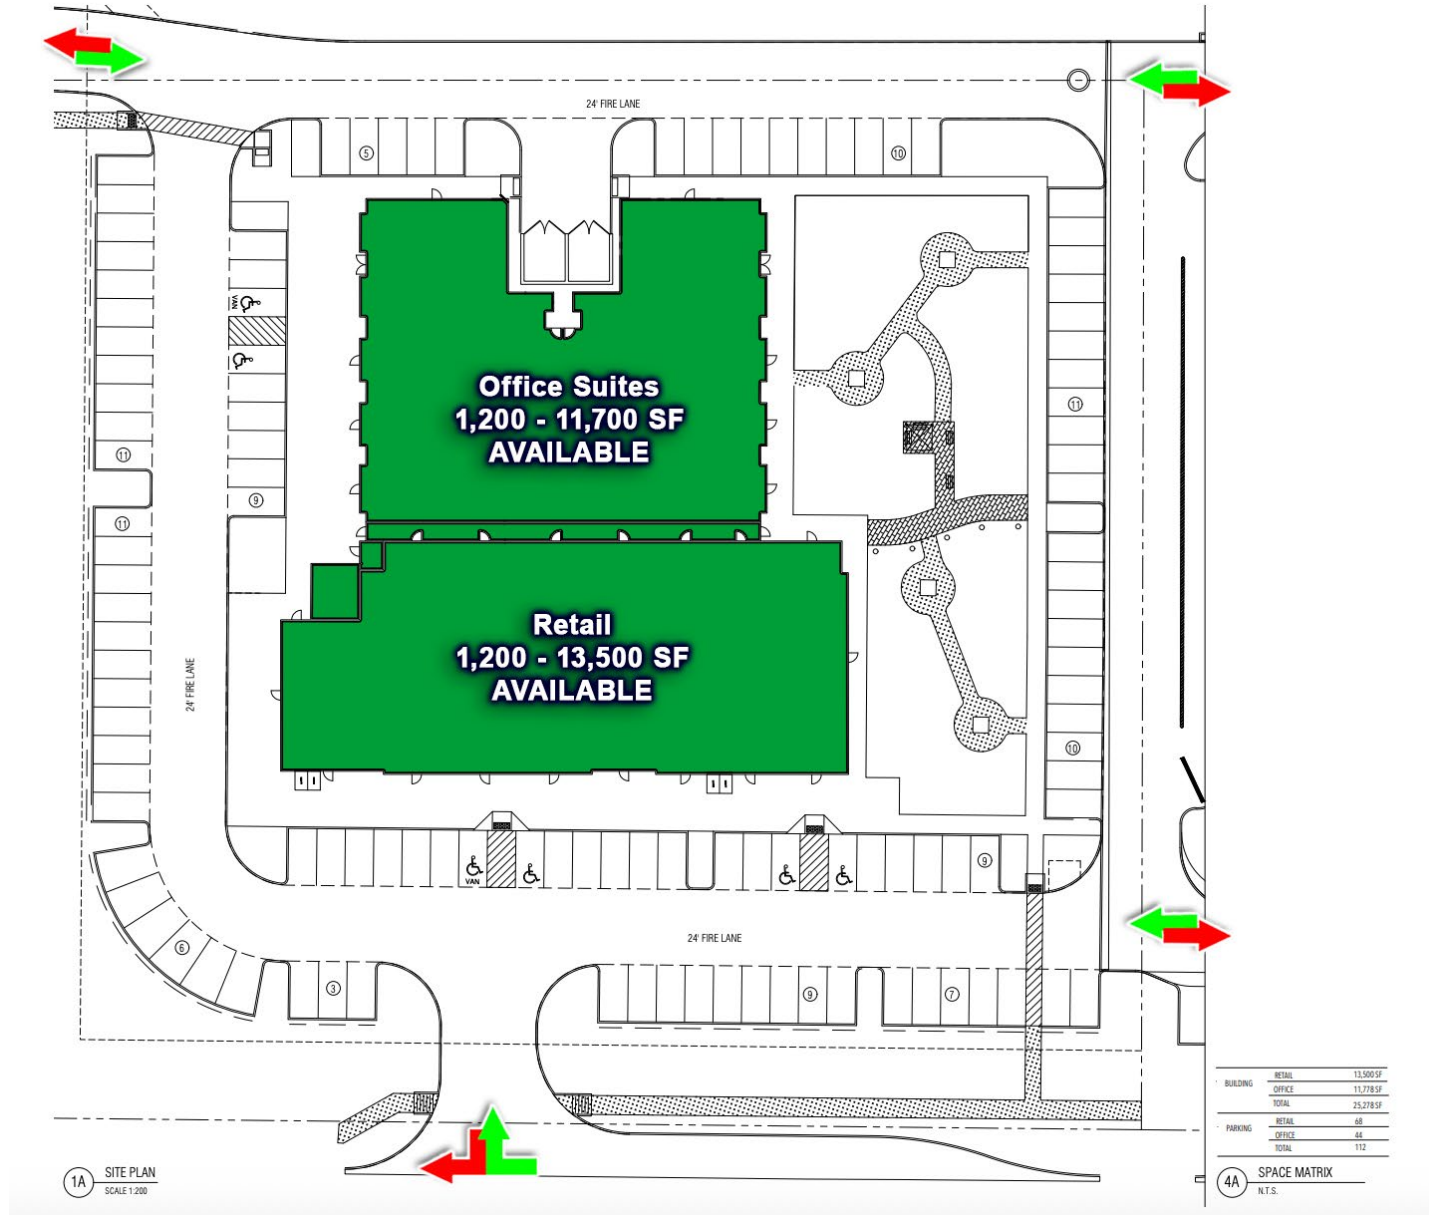 24' FIRE LANE
5
10
VAN
Office Suites
1,200 - 11,700 SF
AVAILABLE
11
11
9
11
Retail
1,200 - 13,500 SF
AVAILABLE
24' FIRE LANE
10
9
VAN
24' FIRE LANE
6
3
9
7
BUILDING
RETAIL 13,500 SF
OFFICE 11,778 SF
TOTAL 25,278 SF
PARKING
RETAIL 68
OFFICE 44
TOTAL 112
1A SITE PLAN
SCALE 1:200
4A SPACE MATRIX
N.T.S.